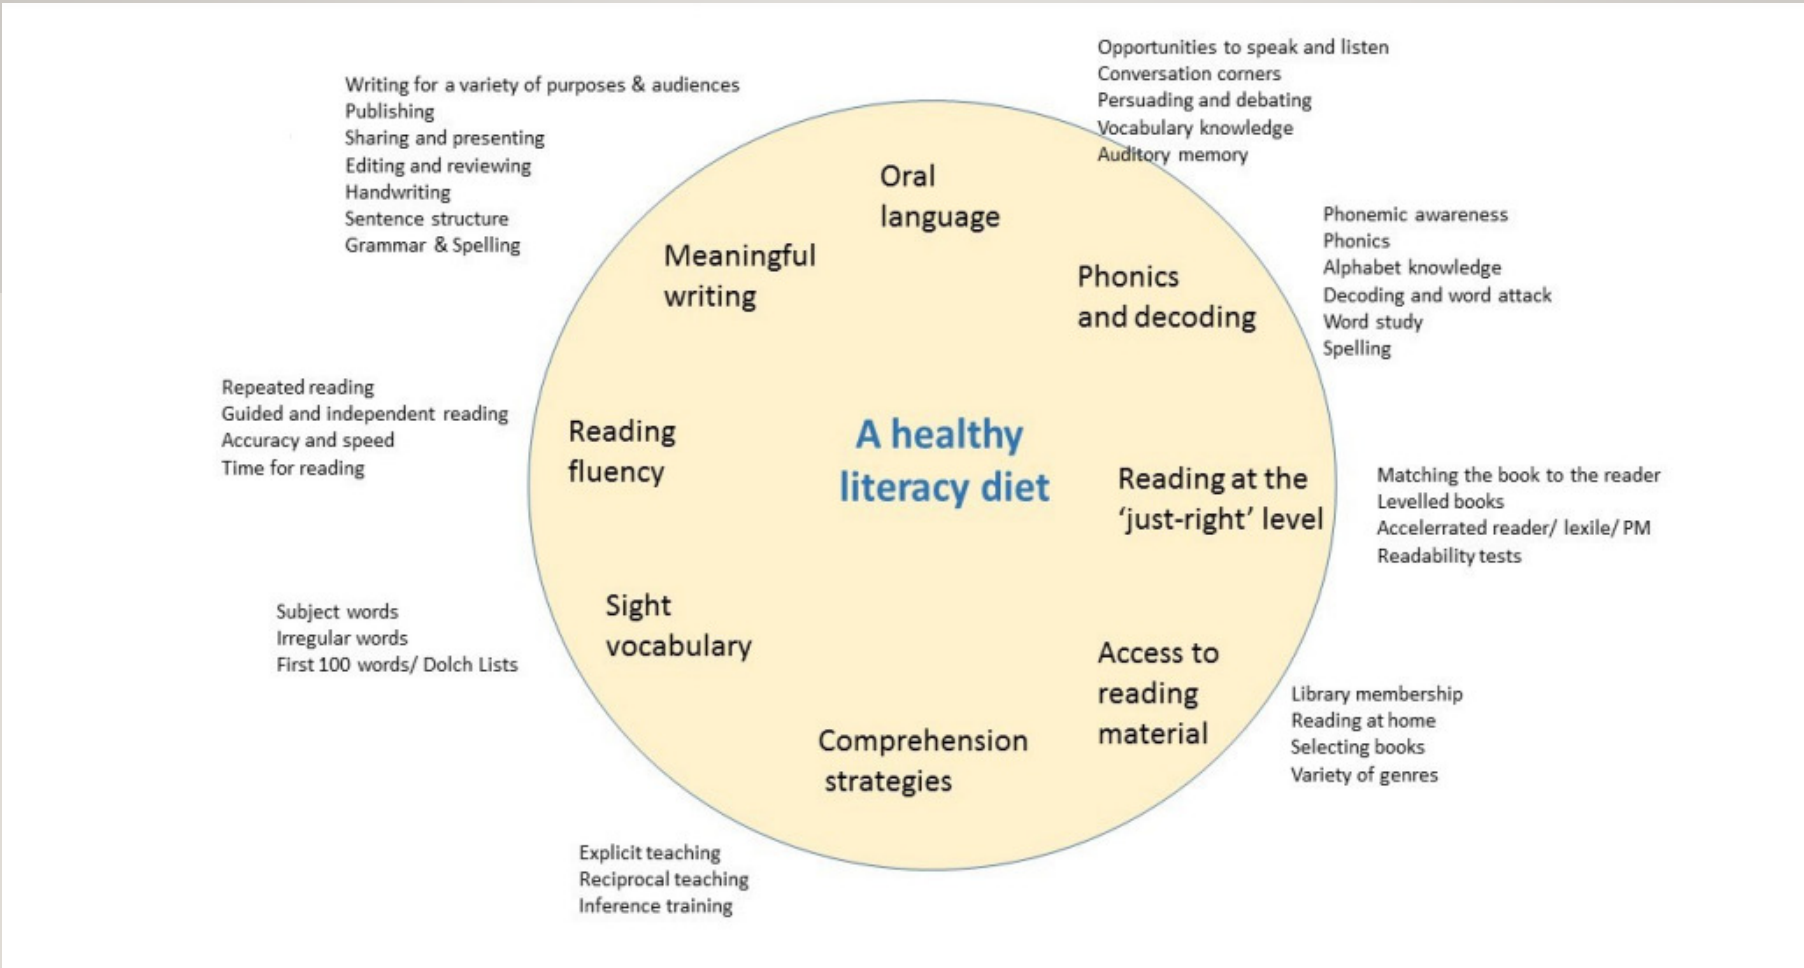 Opportunities to speak and listen
Conversation corners
Persuading and debating
Vocabulary knowledge
Auditory memory
Writing for a variety of purposes & audiences
Publishing
Sharing and presenting
Editing and reviewing
Handwriting
Sentence structure
Grammar & Spelling
Oral
language
Meaningful
writing
Phonics
and decoding
Phonemic awareness
Phonics
Alphabet knowledge
Decoding and word attack
Word study
Spelling
Repeated reading
Guided and independent reading
Accuracy and speed
Time for reading
Reading
fluency
A healthy
literacy diet
Reading at the
‘just-right’ level
Matching the book to the reader
Levelled books
Accelerrated reader/ lexile/ PM
Readability tests
Subject words
Irregular words
First 100 words/ Dolch Lists
Sight
vocabulary
Access to
reading
material
Library membership
Reading at home
Selecting books
Variety of genres
Comprehension
strategies
Explicit teaching
Reciprocal teaching
Inference training